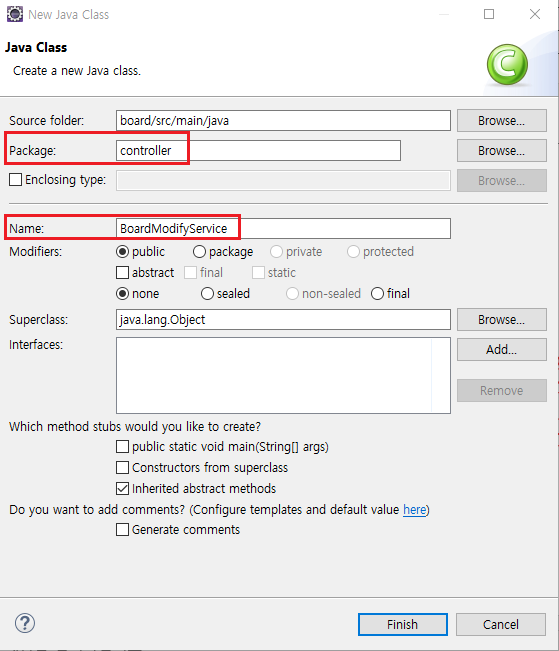 New Java Class
Java Class
Create a new Java class.
C
Source folder: board/src/main/java Browse...
Package: controller Browse...
Enclosing type: Browse...
Name: BoardModifyService
Modifiers: public package private protected
abstract final static
none sealed non-sealed final
Superclass: java.lang.Object Browse...
Interfaces: Add...
Remove
Which method stubs would you like to create?
public static void main(String[] args)
Constructors from superclass
Inherited abstract methods
Do you want to add comments? (Configure templates and default value here)
Generate comments
? Finish Cancel